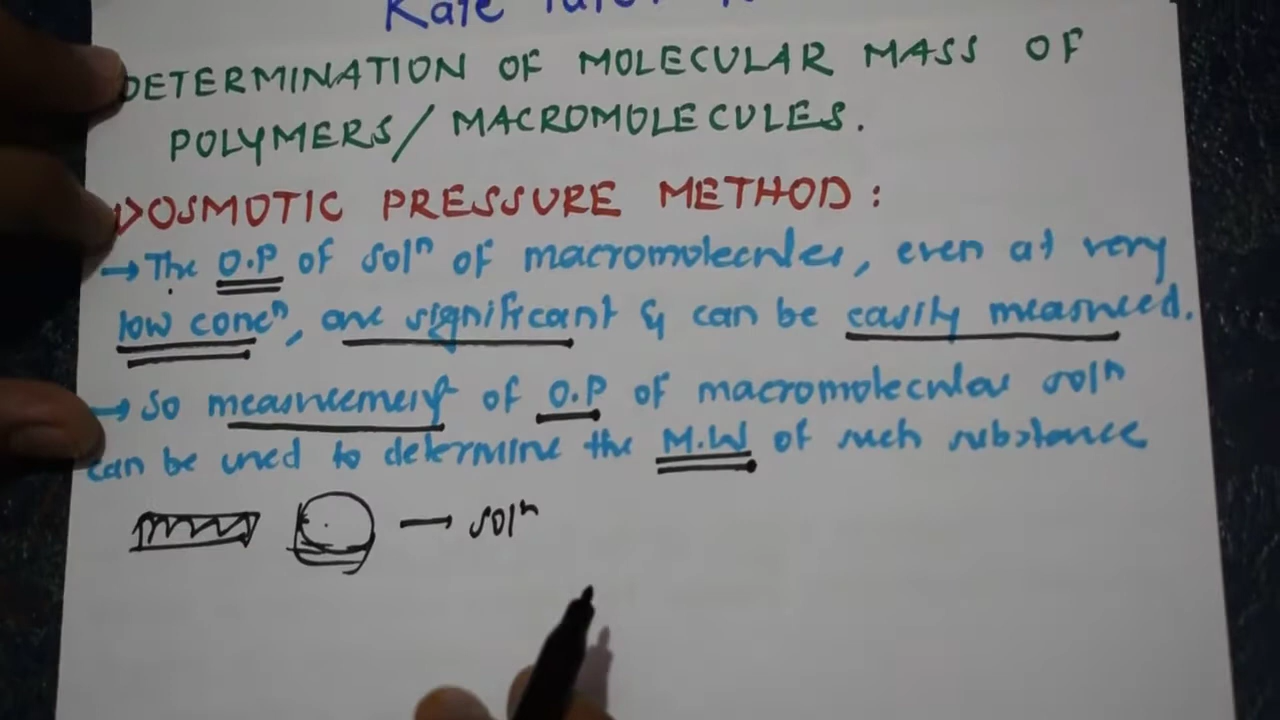 DETERMINATION OF MOLECULAR MASS OF
POLYMERS/ MACROMOLECULES.
OSMOTIC PRESSURE METHOD:
→ The O.P of solⁿ of macromolecules, even at very
low concⁿ, are significant & can be easily measured.
→ So measurement of O.P of macromolecular solⁿ
can be used to determine the M.W of such substance
→ solⁿ